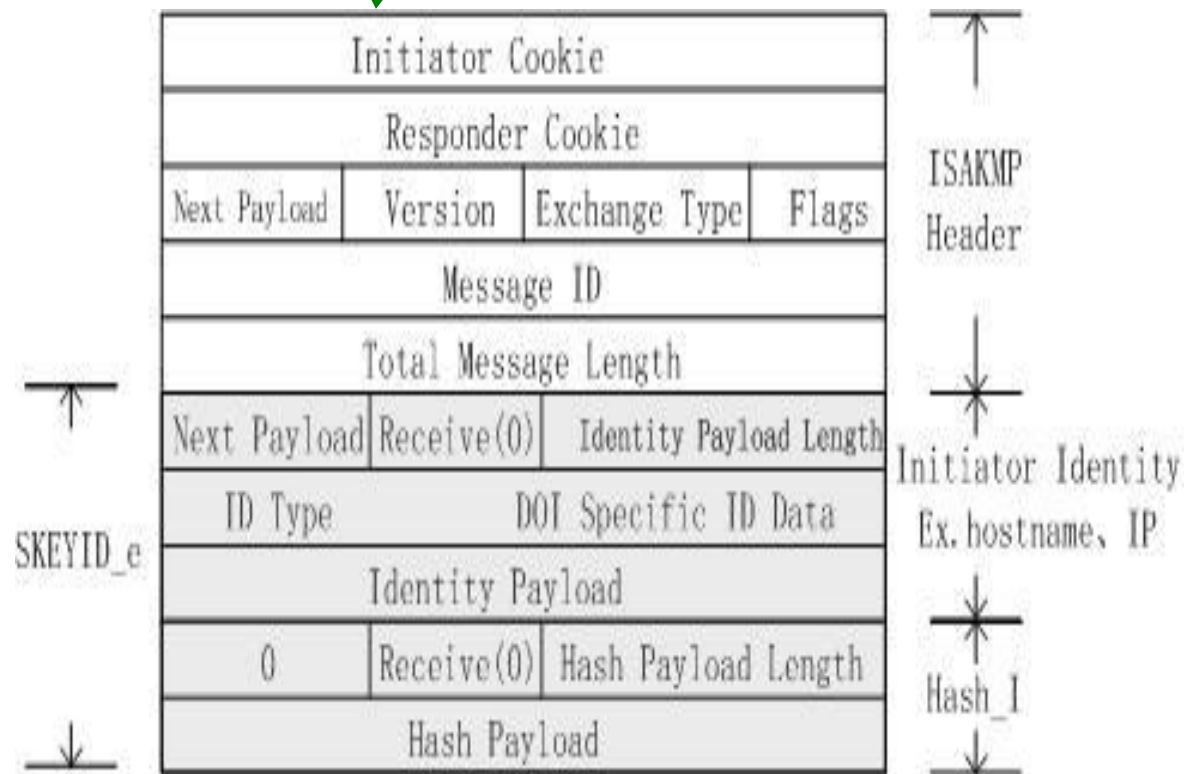 Initiator Cookie
Responder Cookie
Next Payload Version Exchange Type Flags
Message ID
Total Message Length
Next Payload Receive(0) Identity Payload Length
ID Type DOI Specific ID Data
Identity Payload
0 Receive(0) Hash Payload Length
Hash Payload
SKEYID_e
ISAKMP
Header
Initiator Identity
Ex.hostname、IP
Hash_I